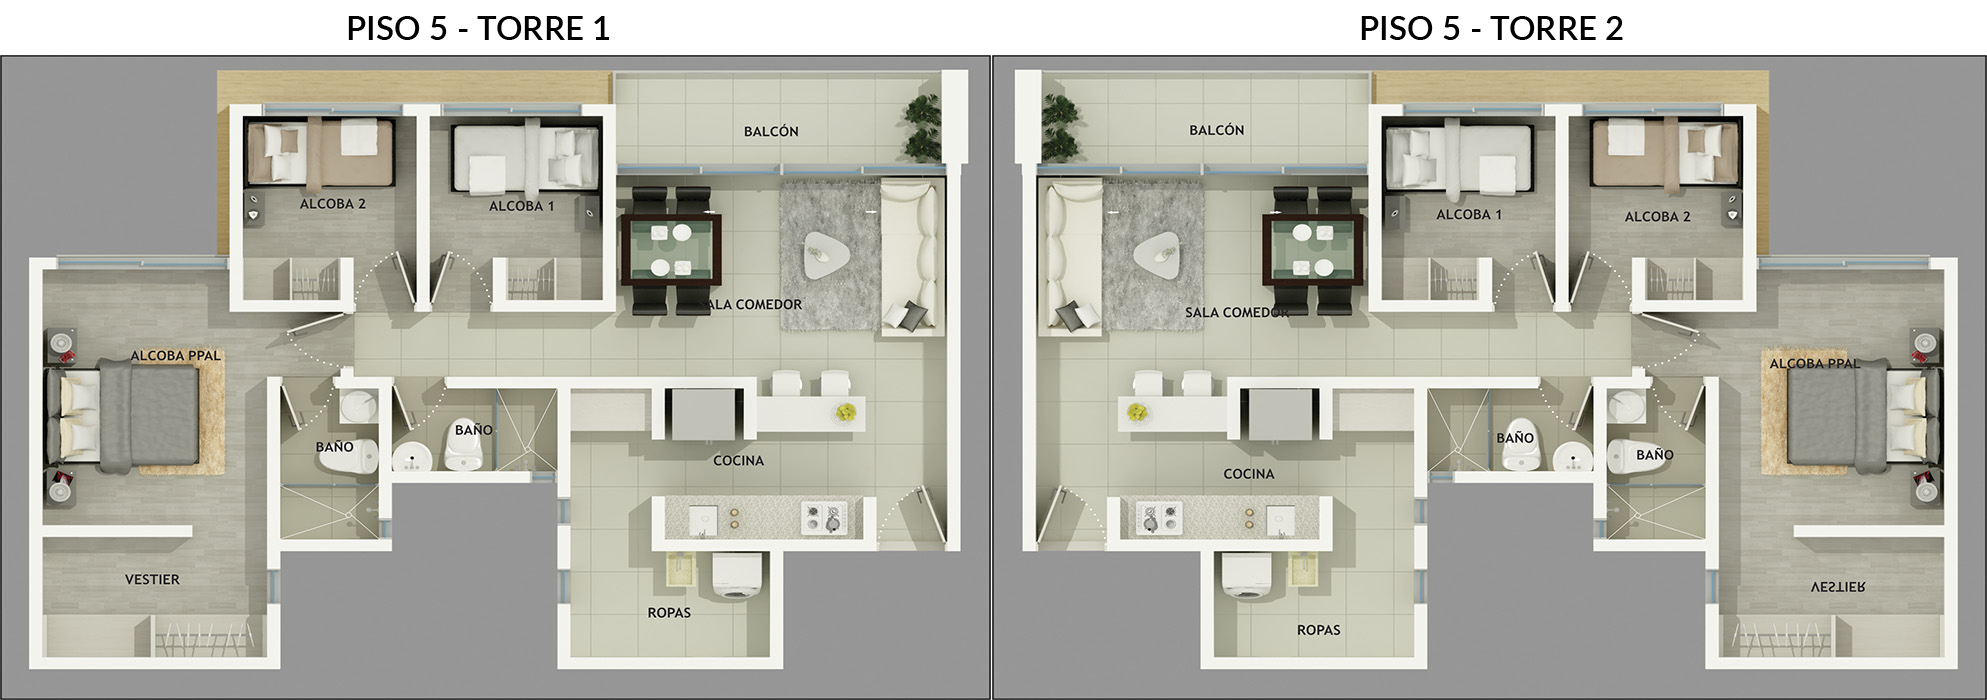 PISO 5 - TORRE 1
BALCÓN
ALCOBA 2
ALCOBA 1
ALA COMEDOR
ALCOBA PPAL
BAÑO
BAÑO
COCINA
VESTIER
ROPAS
PISO 5 - TORRE 2
BALCÓN
ALCOBA 1
ALCOBA 2
SALA COMEDOR
ALCOBA PPAL
BAÑO
BAÑO
COCINA
VESTIER
ROPAS